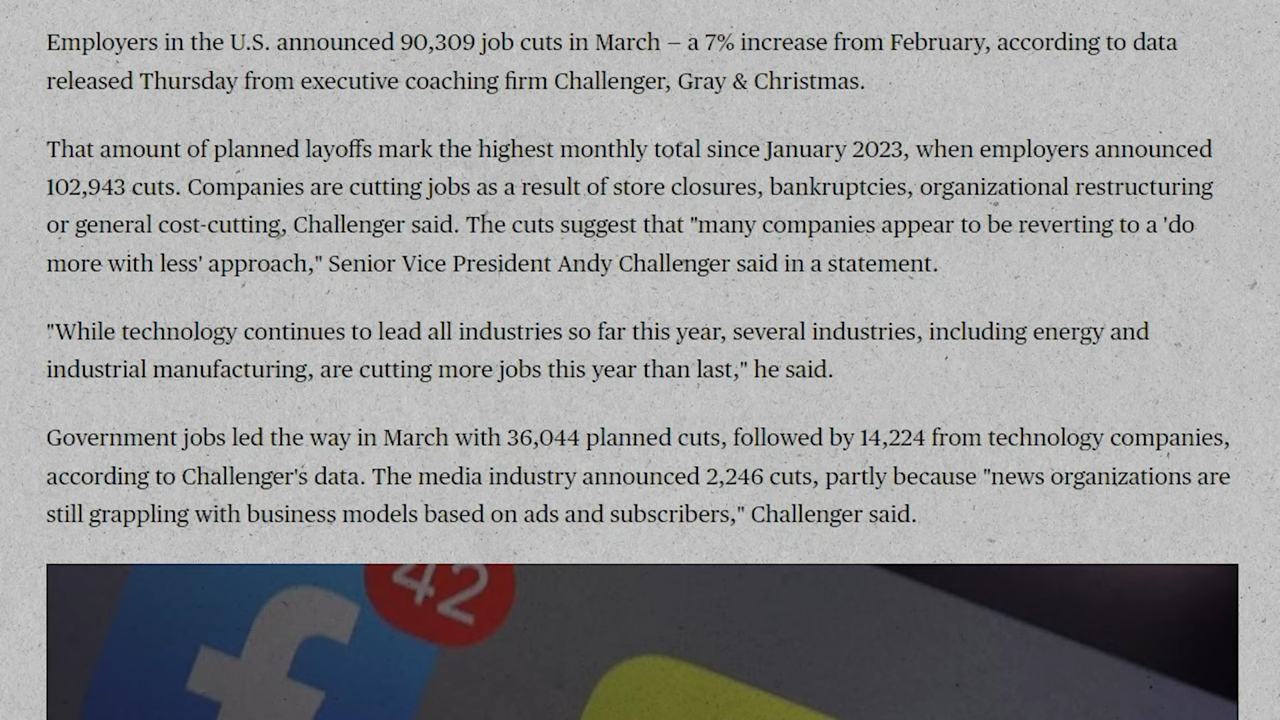 Employers in the U.S. announced 90,309 job cuts in March – a 7% increase from February, according to data
released Thursday from executive coaching firm Challenger, Gray & Christmas.
That amount of planned layoffs mark the highest monthly total since January 2023, when employers announced
102,943 cuts. Companies are cutting jobs as a result of store closures, bankruptcies, organizational restructuring
or general cost-cutting, Challenger said. The cuts suggest that "many companies appear to be reverting to a 'do
more with less' approach," Senior Vice President Andy Challenger said in a statement.
"While technology continues to lead all industries so far this year, several industries, including energy and
industrial manufacturing, are cutting more jobs this year than last," he said.
Government jobs led the way in March with 36,044 planned cuts, followed by 14,224 from technology companies,
according to Challenger's data. The media industry announced 2,246 cuts, partly because "news organizations are
still grappling with business models based on ads and subscribers," Challenger said.
42
f